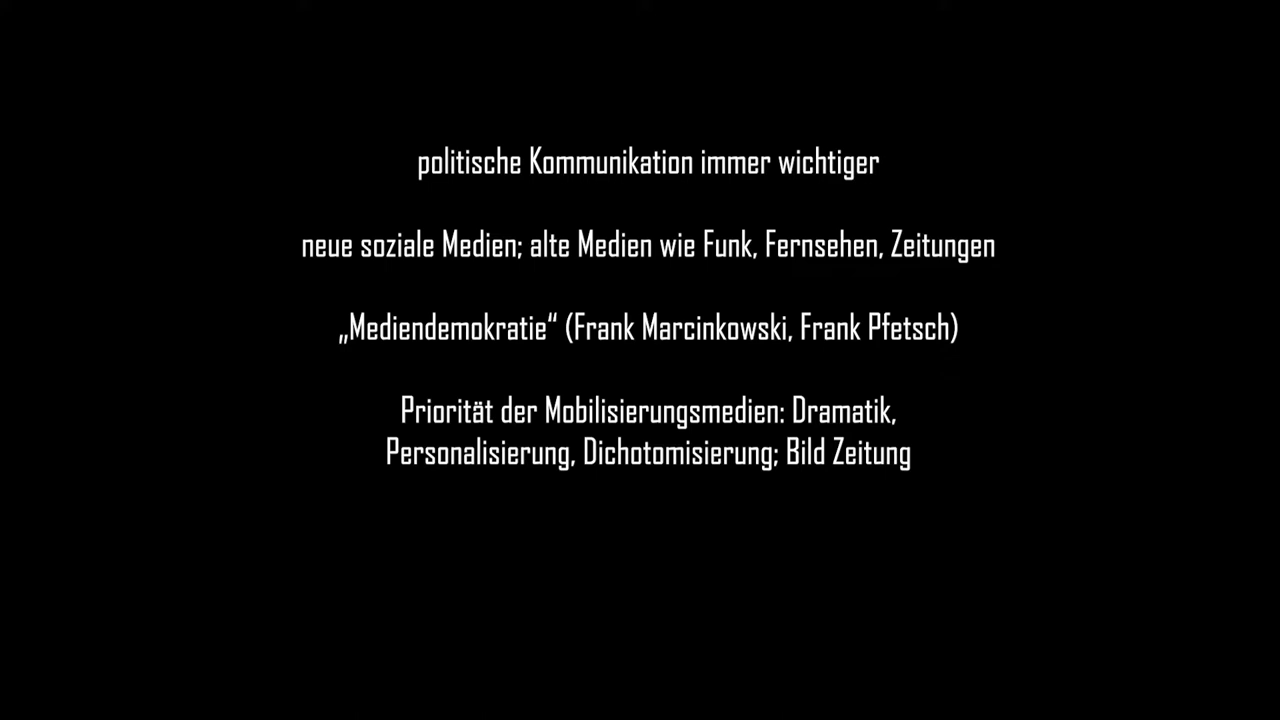 politische Kommunikation immer wichtiger
neue soziale Medien; alte Medien wie Funk, Fernsehen, Zeitungen
„Mediendemokratie“ (Frank Marcinkowski, Frank Pfetsch)
Priorität der Mobilisierungsmedien: Dramatik,
Personalisierung, Dichotomisierung; Bild Zeitung